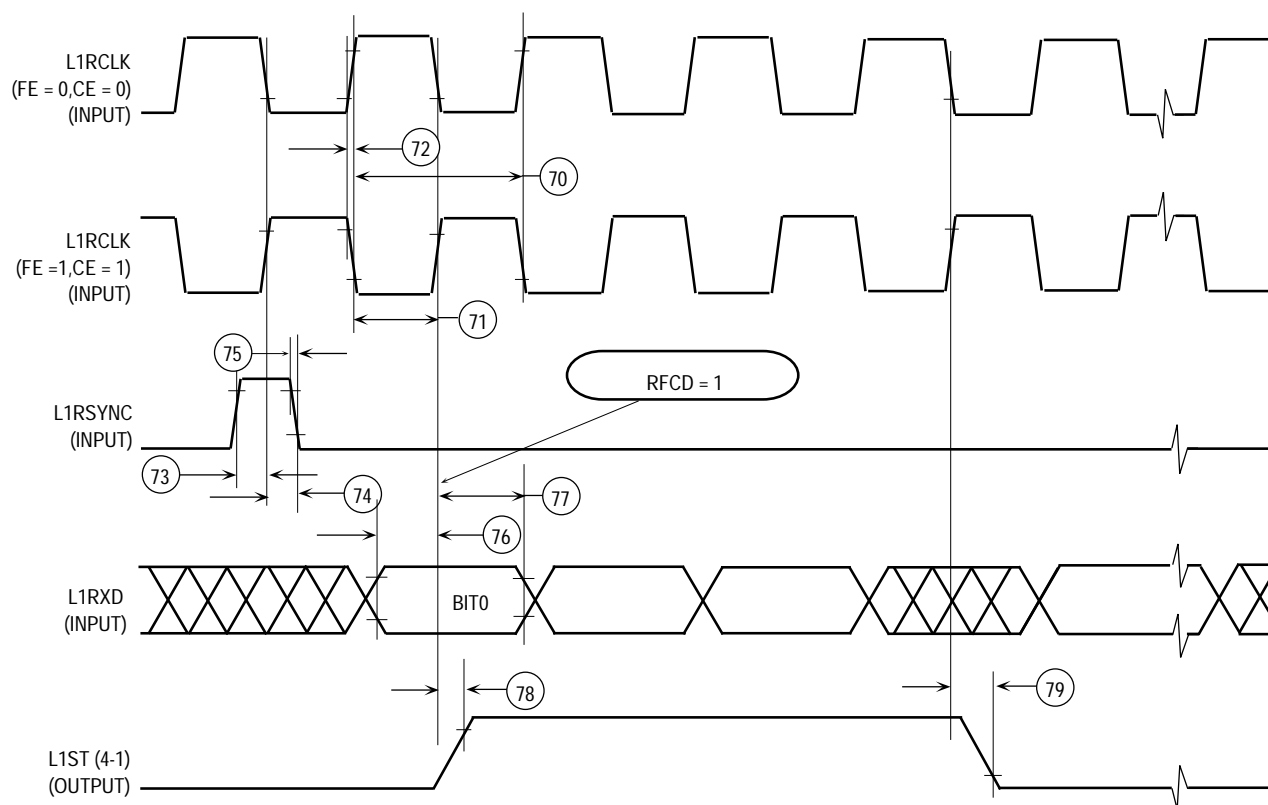 L1RCLK
(FE = 0,CE = 0)
(INPUT)
72
70
L1RCLK
(FE =1,CE = 1)
(INPUT)
71
75
RFCD = 1
L1RSYNC
(INPUT)
73
74
77
76
L1RXD
(INPUT)
BIT0
78
79
L1ST (4-1)
(OUTPUT)